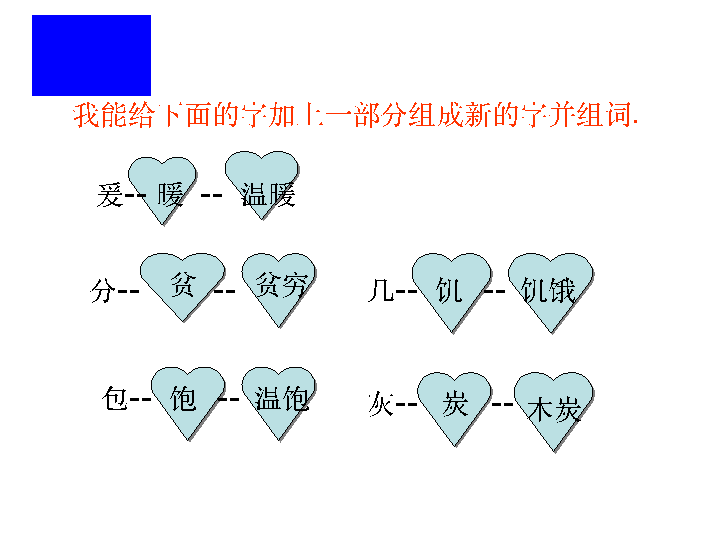 我能给下面的字加上一部分组成新的字并组词.
爰-- 暖 -- 温暖
分-- 贫 -- 贫穷 几-- 饥 -- 饥饿
包-- 饱 -- 温饱 灰-- 炭 -- 木炭